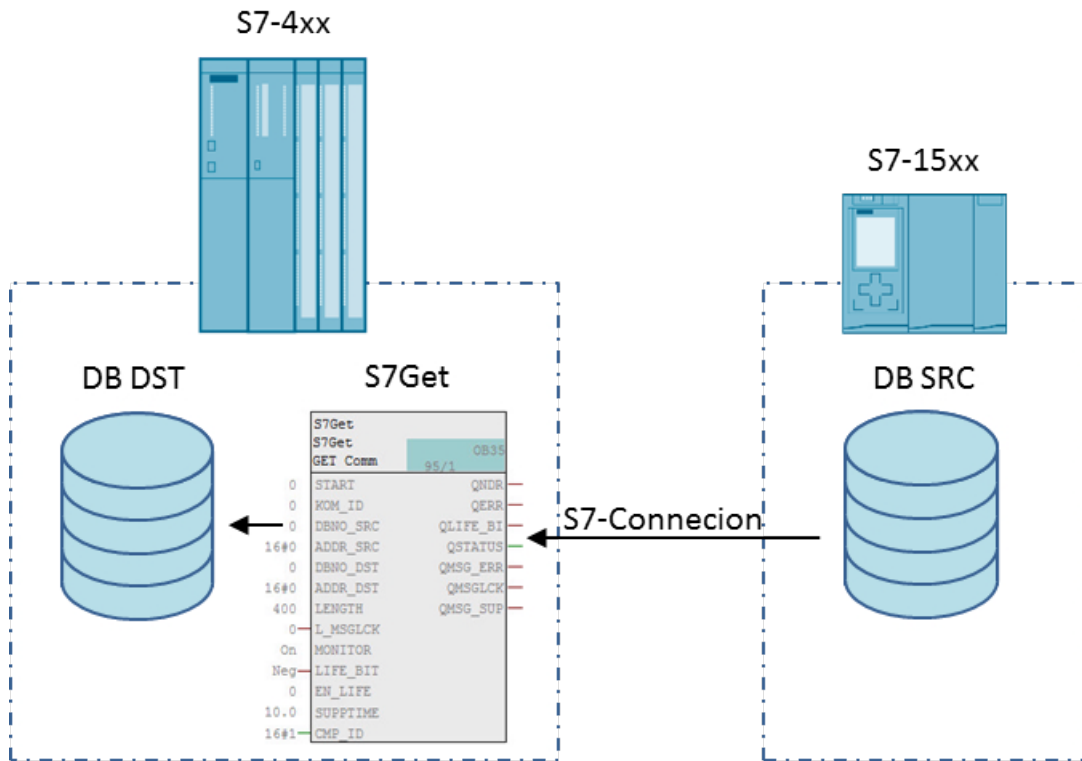 S7-4xx
S7-15xx
DB DST
S7Get
DB SRC
S7Get
S7Get
GET Comm
OB35
95/1
0 START QNDR
0 KOM_ID QERR
0 DBNO_SRC QLIFE_BI
16#0 ADDR_SRC QSTATUS
0 DBNO_DST QMSG_ERR
16#0 ADDR_DST QMSGLCK
400 LENGTH QMSG_SUP
0 L_MSGLCK
On MONITOR
Neg LIFE_BIT
0 EN_LIFE
10.0 SUPPTIME
16#1 CMP_ID
S7-Connecion